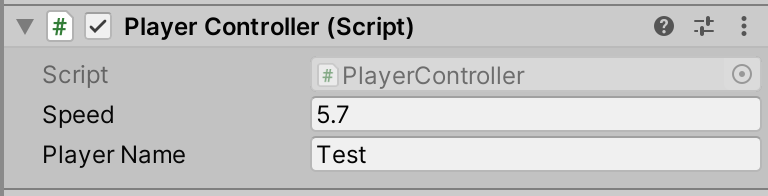 # Player Controller (Script)
Script # PlayerController
Speed 5.7
Player Name Test